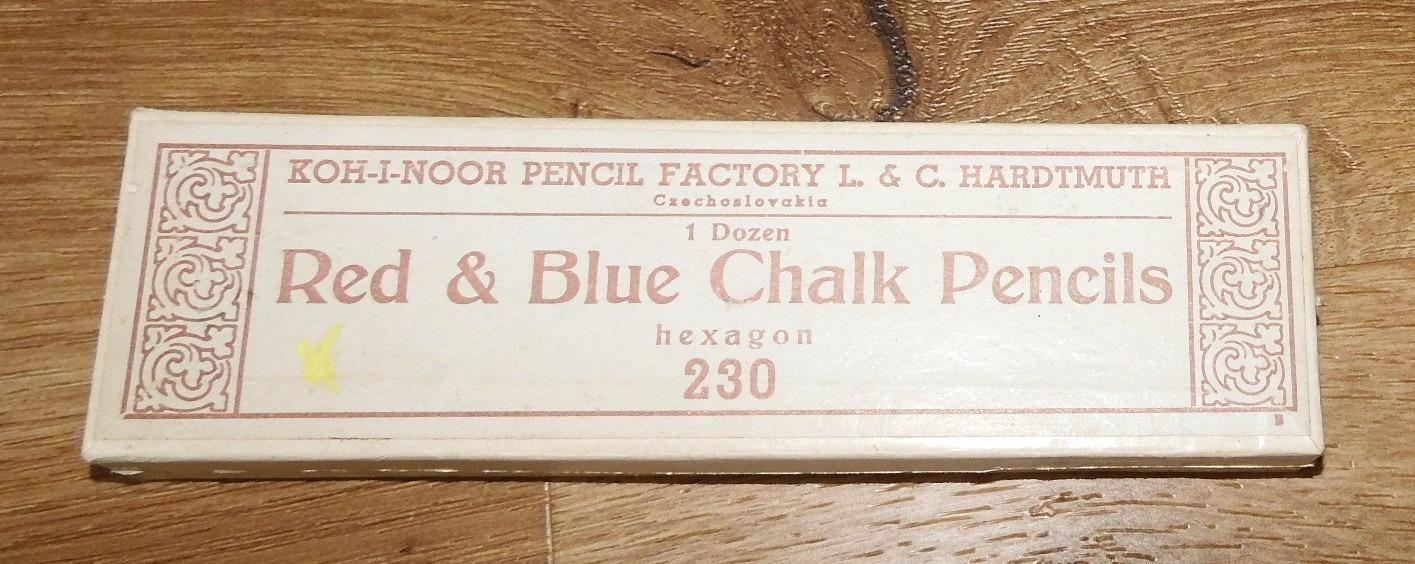 KOH-I-NOOR PENCIL FACTORY L. & C. HARDTMUTH
Czechoslovakia
1 Dozen
Red & Blue Chalk Pencils
hexagon
230